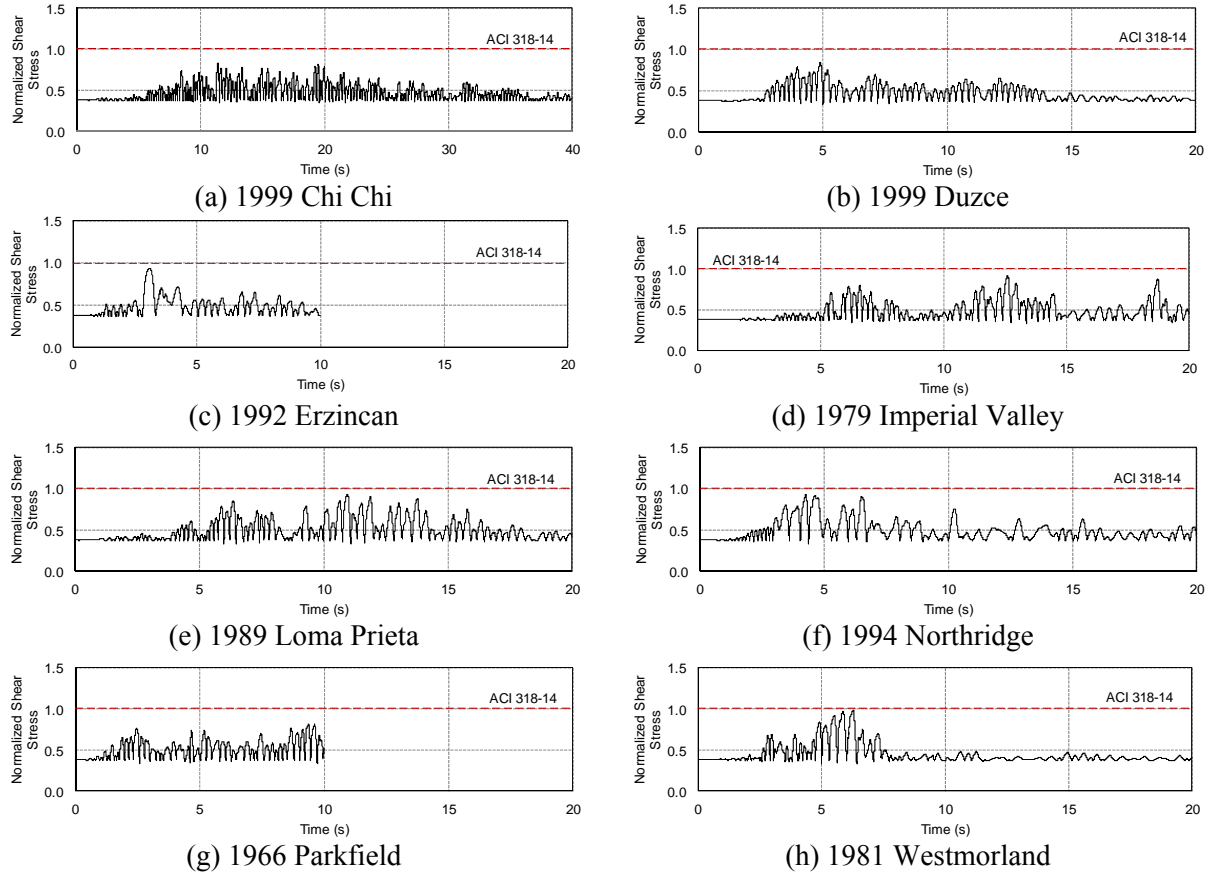 1.5
1.0
0.5
0.0
Normalized Shear
Stress
ACI 318-14
0 10 20 30 40
Time (s)
(a) 1999 Chi Chi
1.5
1.0
0.5
0.0
Normalized Shear
Stress
ACI 318-14
0 5 10 15 20
Time (s)
(b) 1999 Duzce
1.5
1.0
0.5
0.0
Normalized Shear
Stress
ACI 318-14
0 5 10 15 20
Time (s)
(c) 1992 Erzincan
1.5
1.0
0.5
0.0
Normalized Shear
Stress
ACI 318-14
0 5 10 15 20
Time (s)
(d) 1979 Imperial Valley
1.5
1.0
0.5
0.0
Normalized Shear
Stress
ACI 318-14
0 5 10 15 20
Time (s)
(e) 1989 Loma Prieta
1.5
1.0
0.5
0.0
Normalized Shear
Stress
ACI 318-14
0 5 10 15 20
Time (s)
(f) 1994 Northridge
1.5
1.0
0.5
0.0
Normalized Shear
Stress
ACI 318-14
0 5 10 15 20
Time (s)
(g) 1966 Parkfield
1.5
1.0
0.5
0.0
Normalized Shear
Stress
ACI 318-14
0 5 10 15 20
Time (s)
(h) 1981 Westmorland